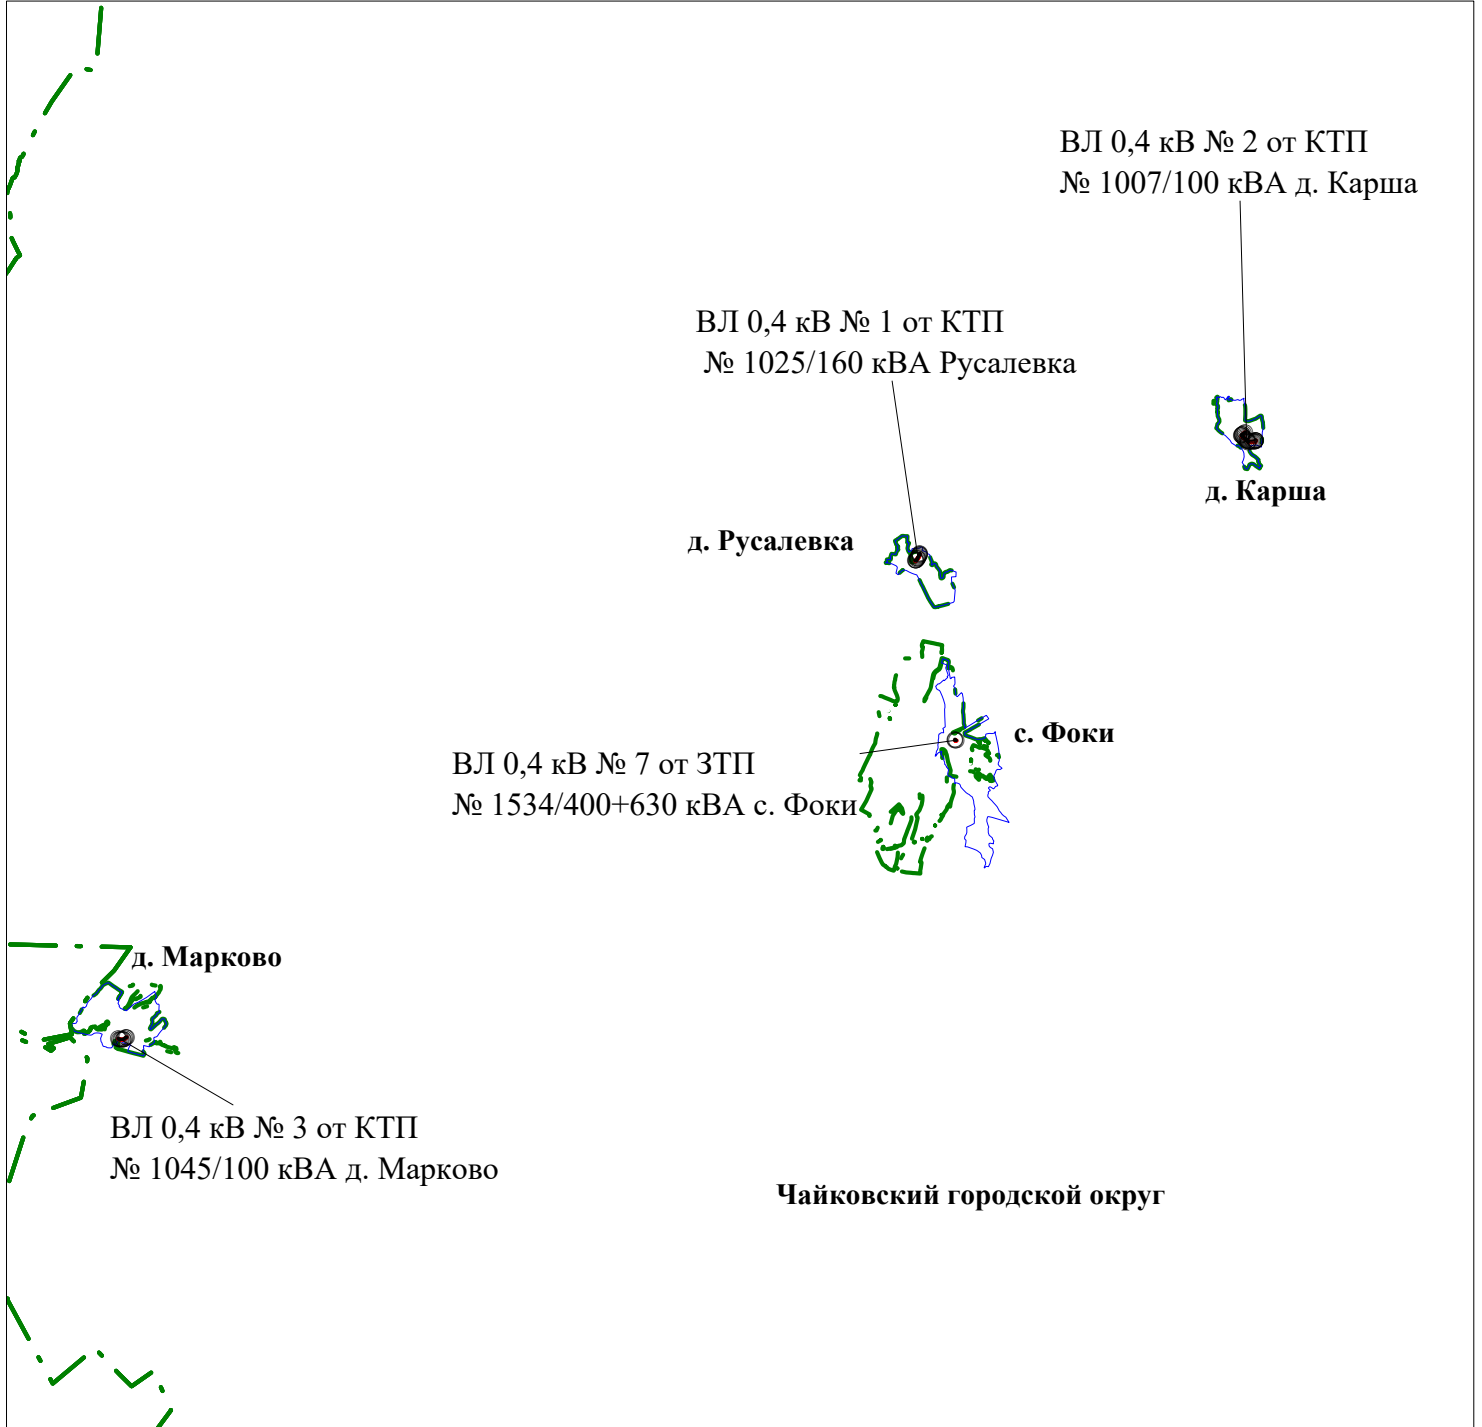 ВЛ 0,4 кВ № 2 от КТП
№ 1007/100 кВА д. Карша
ВЛ 0,4 кВ № 1 от КТП
№ 1025/160 кВА Русалевка
д. Карша
д. Русалевка
с. Фоки
ВЛ 0,4 кВ № 7 от ЗТП
№ 1534/400+630 кВА с. Фоки
д. Марково
ВЛ 0,4 кВ № 3 от КТП
№ 1045/100 кВА д. Марково
Чайковский городской округ